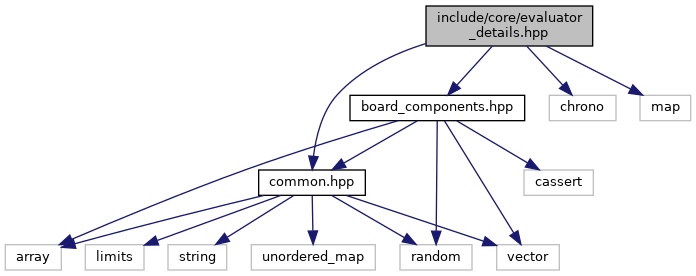 include/core/evaluator
_details.hpp
board_components.hpp
chrono
map
common.hpp
cassert
array
limits
string
unordered_map
random
vector